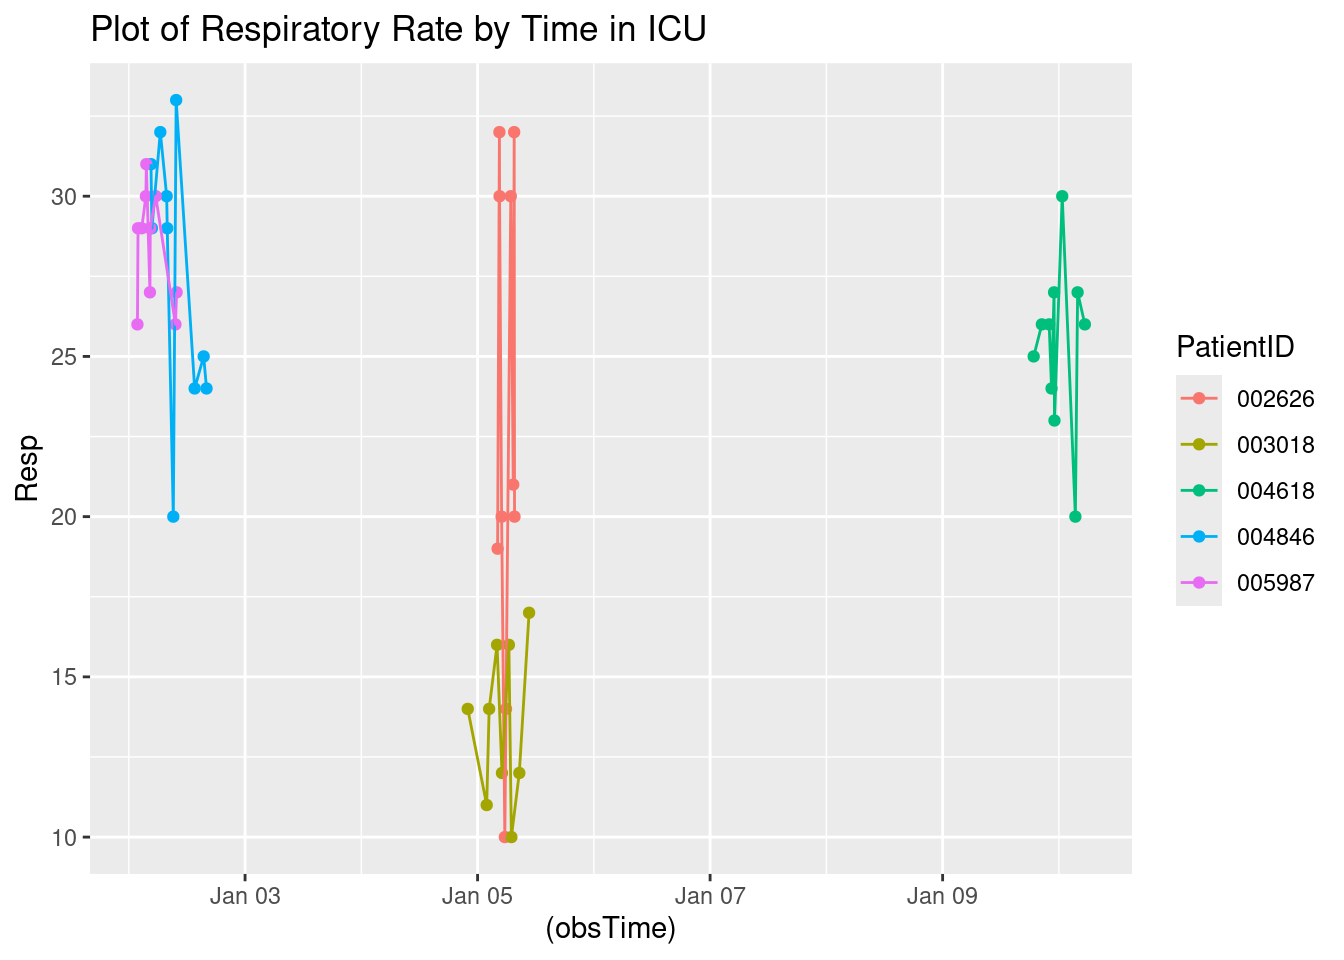 Plot of Respiratory Rate by Time in ICU
Resp
30
25
20
15
10
Jan 03 Jan 05 Jan 07 Jan 09
(obsTime)
PatientID
002626
003018
004618
004846
005987